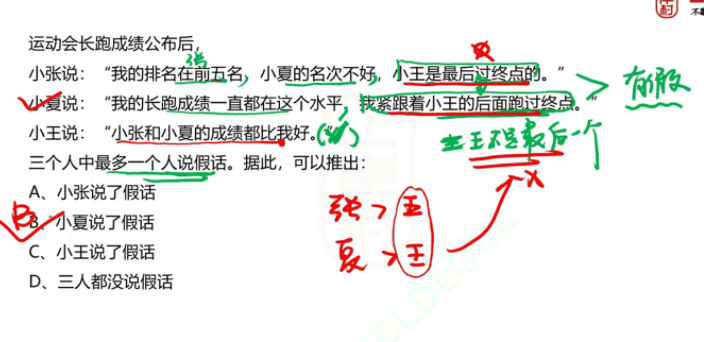 运动会长跑成绩公布后，
张
小张说：“我的排名在前五名，小夏的名次不好，小王是最后过终点的。”
有假
小夏说：“我的长跑成绩一直都在这个水平，我紧跟着小王的后面跑过终点。”
小王说：“小张和小夏的成绩都比我好。”
王不是最后一个
三个人中最多一个人说假话。据此，可以推出：
A、小张说了假话
张 > 王
B
B、小夏说了假话
夏 > 王
C、小王说了假话
D、三人都没说假话